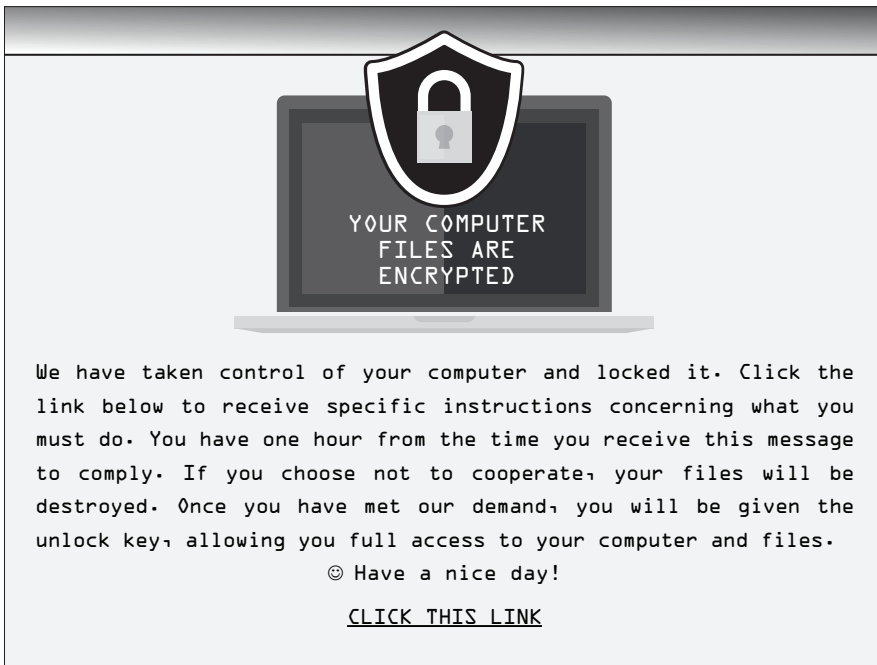 YOUR COMPUTER
FILES ARE
ENCRYPTED
We have taken control of your computer and locked it. Click the
link below to receive specific instructions concerning what you
must do. You have one hour from the time you receive this message
to comply. If you choose not to cooperate, your files will be
destroyed. Once you have met our demand, you will be given the
unlock key, allowing you full access to your computer and files.
☺ Have a nice day!
CLICK THIS LINK